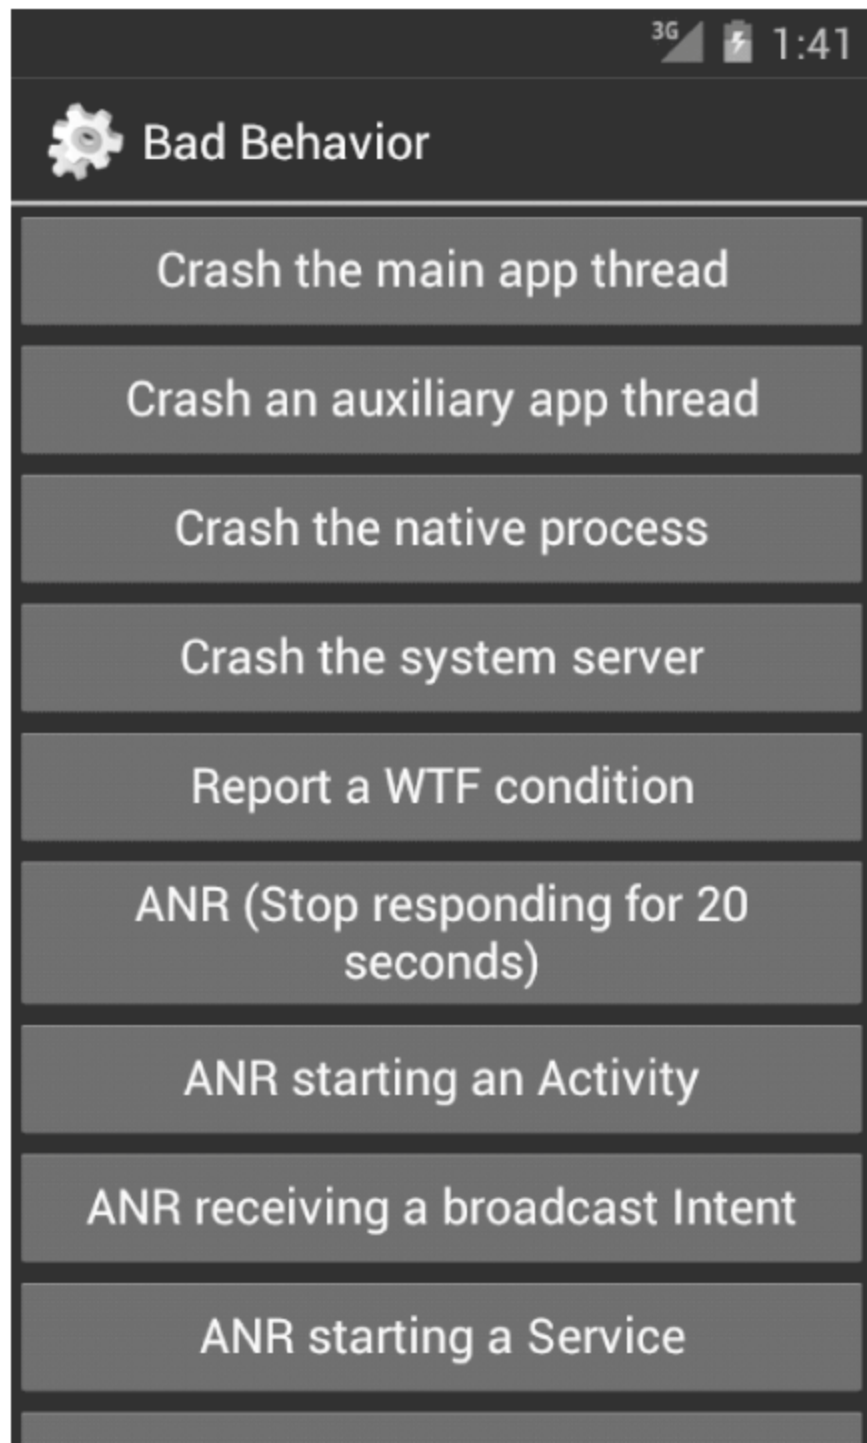 3G 1:41
Bad Behavior
Crash the main app thread
Crash an auxiliary app thread
Crash the native process
Crash the system server
Report a WTF condition
ANR (Stop responding for 20
seconds)
ANR starting an Activity
ANR receiving a broadcast Intent
ANR starting a Service